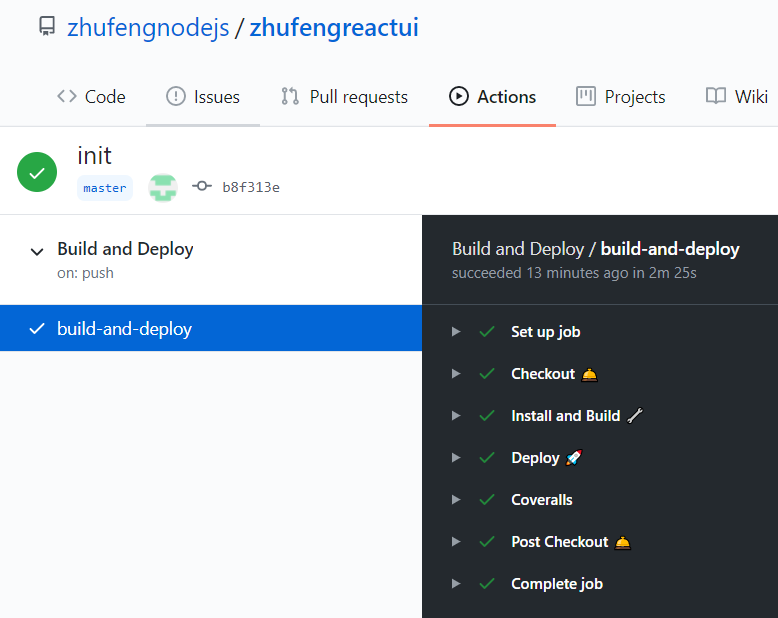 zhufengnodejs / zhufengreactui
Code Issues Pull requests Actions Projects Wiki
init
master b8f313e
Build and Deploy
on: push
build-and-deploy
Build and Deploy / build-and-deploy
succeeded 13 minutes ago in 2m 25s
Set up job
Checkout 🛎️
Install and Build 🔧
Deploy 🚀
Coveralls
Post Checkout 🛎️
Complete job